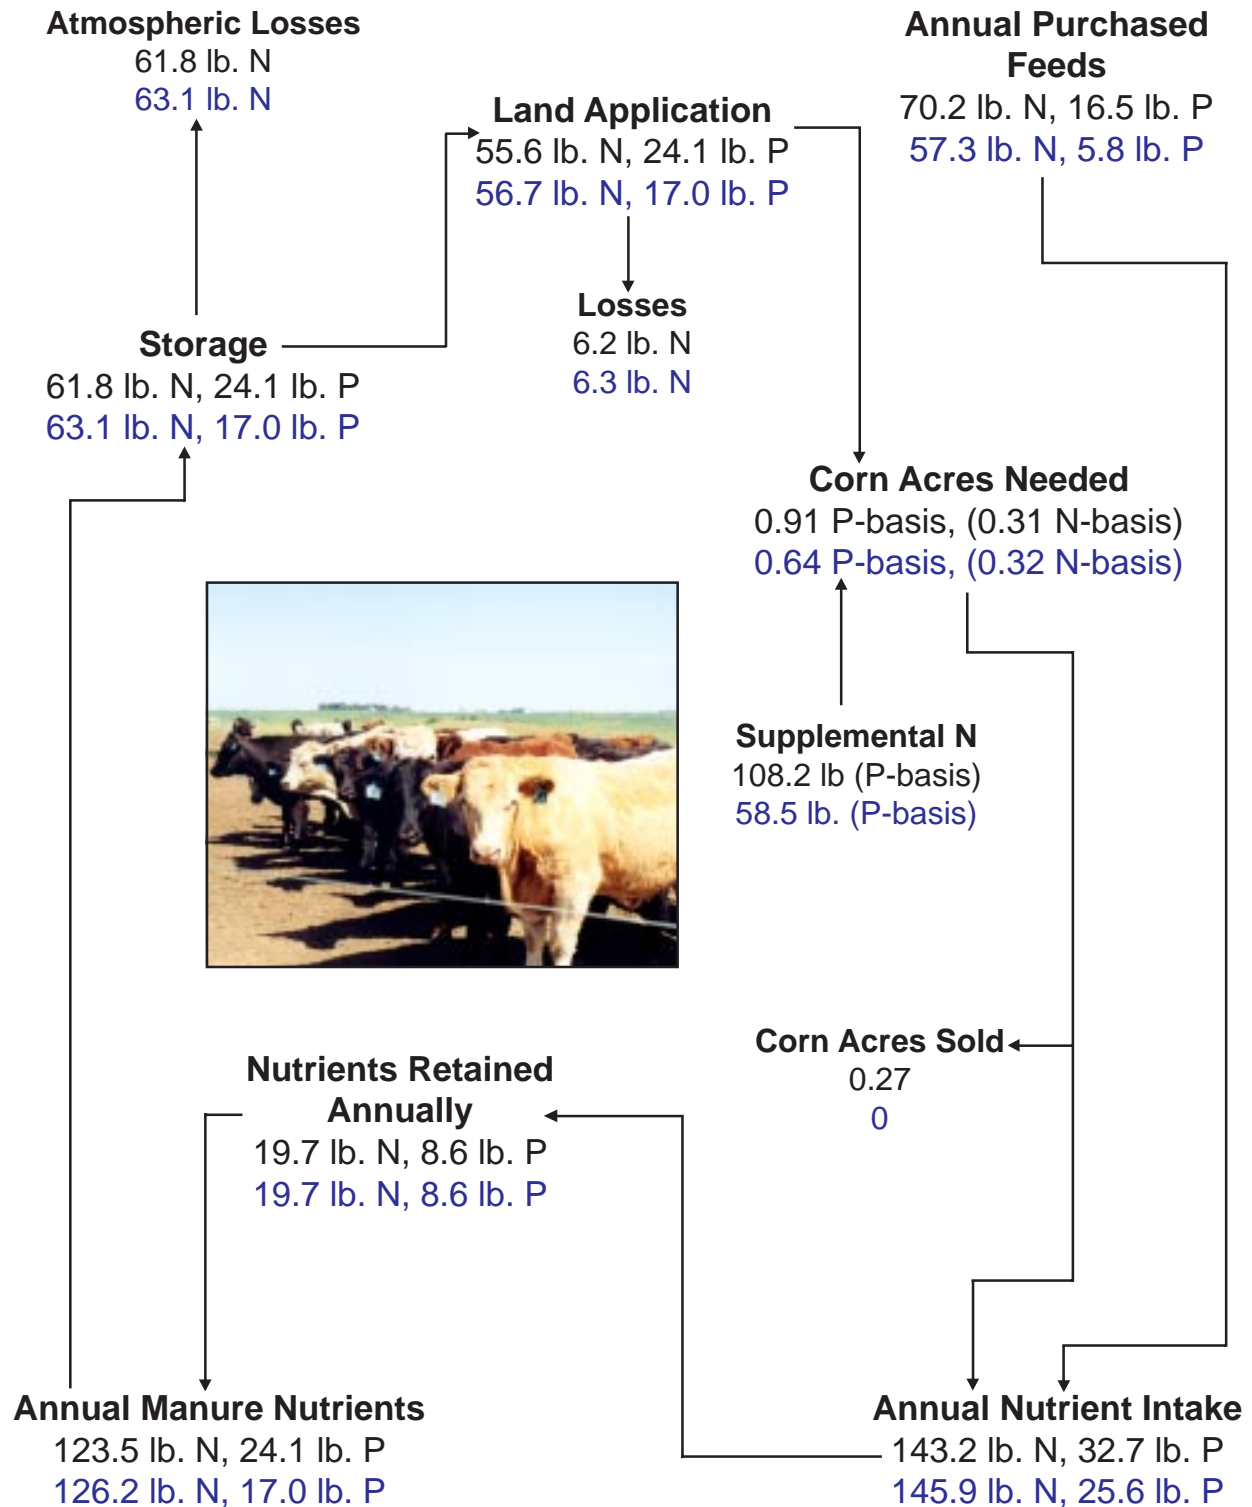 Atmospheric Losses
61.8 lb. N
63.1 lb. N
Annual Purchased
Feeds
70.2 lb. N, 16.5 lb. P
57.3 lb. N, 5.8 lb. P
Land Application
55.6 lb. N, 24.1 lb. P
56.7 lb. N, 17.0 lb. P
Losses
6.2 lb. N
6.3 lb. N
Storage
61.8 lb. N, 24.1 lb. P
63.1 lb. N, 17.0 lb. P
Corn Acres Needed
0.91 P-basis, (0.31 N-basis)
0.64 P-basis, (0.32 N-basis)
Supplemental N
108.2 lb (P-basis)
58.5 lb. (P-basis)
Corn Acres Sold
0.27
0
Nutrients Retained
Annually
19.7 lb. N, 8.6 lb. P
19.7 lb. N, 8.6 lb. P
Annual Manure Nutrients
123.5 lb. N, 24.1 lb. P
126.2 lb. N, 17.0 lb. P
Annual Nutrient Intake
143.2 lb. N, 32.7 lb. P
145.9 lb. N, 25.6 lb. P